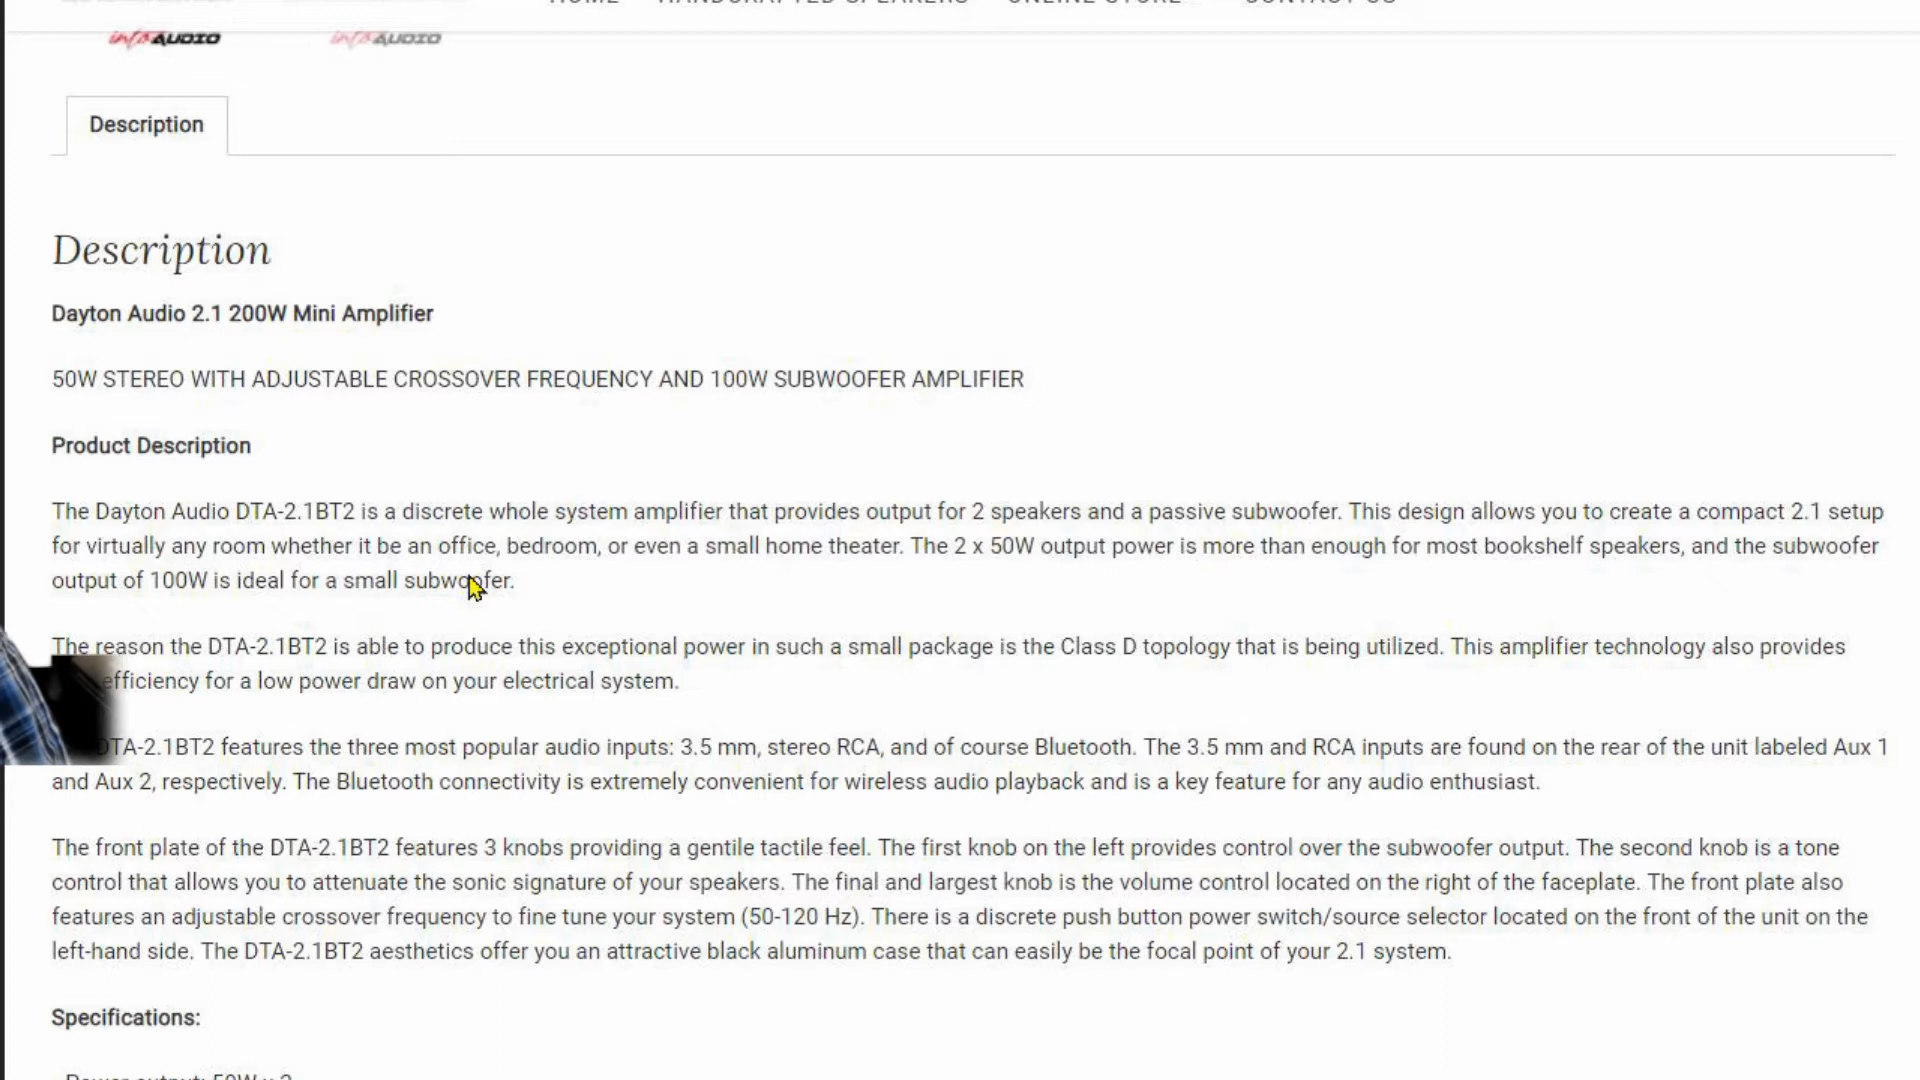 HOME HANDCRAFTED SPEAKERS ONLINE STORE CONTACT US
infoAUDIO infoAUDIO
Description
Description
Dayton Audio 2.1 200W Mini Amplifier
50W STEREO WITH ADJUSTABLE CROSSOVER FREQUENCY AND 100W SUBWOOFER AMPLIFIER
Product Description
The Dayton Audio DTA-2.1BT2 is a discrete whole system amplifier that provides output for 2 speakers and a passive subwoofer. This design allows you to create a compact 2.1 setup
for virtually any room whether it be an office, bedroom, or even a small home theater. The 2 x 50W output power is more than enough for most bookshelf speakers, and the subwoofer
output of 100W is ideal for a small subwoofer.
The reason the DTA-2.1BT2 is able to produce this exceptional power in such a small package is the Class D topology that is being utilized. This amplifier technology also provides
efficiency for a low power draw on your electrical system.
DTA-2.1BT2 features the three most popular audio inputs: 3.5 mm, stereo RCA, and of course Bluetooth. The 3.5 mm and RCA inputs are found on the rear of the unit labeled Aux 1
and Aux 2, respectively. The Bluetooth connectivity is extremely convenient for wireless audio playback and is a key feature for any audio enthusiast.
The front plate of the DTA-2.1BT2 features 3 knobs providing a gentile tactile feel. The first knob on the left provides control over the subwoofer output. The second knob is a tone
control that allows you to attenuate the sonic signature of your speakers. The final and largest knob is the volume control located on the right of the faceplate. The front plate also
features an adjustable crossover frequency to fine tune your system (50-120 Hz). There is a discrete push button power switch/source selector located on the front of the unit on the
left-hand side. The DTA-2.1BT2 aesthetics offer you an attractive black aluminum case that can easily be the focal point of your 2.1 system.
Specifications:
Power output: 50W x 2